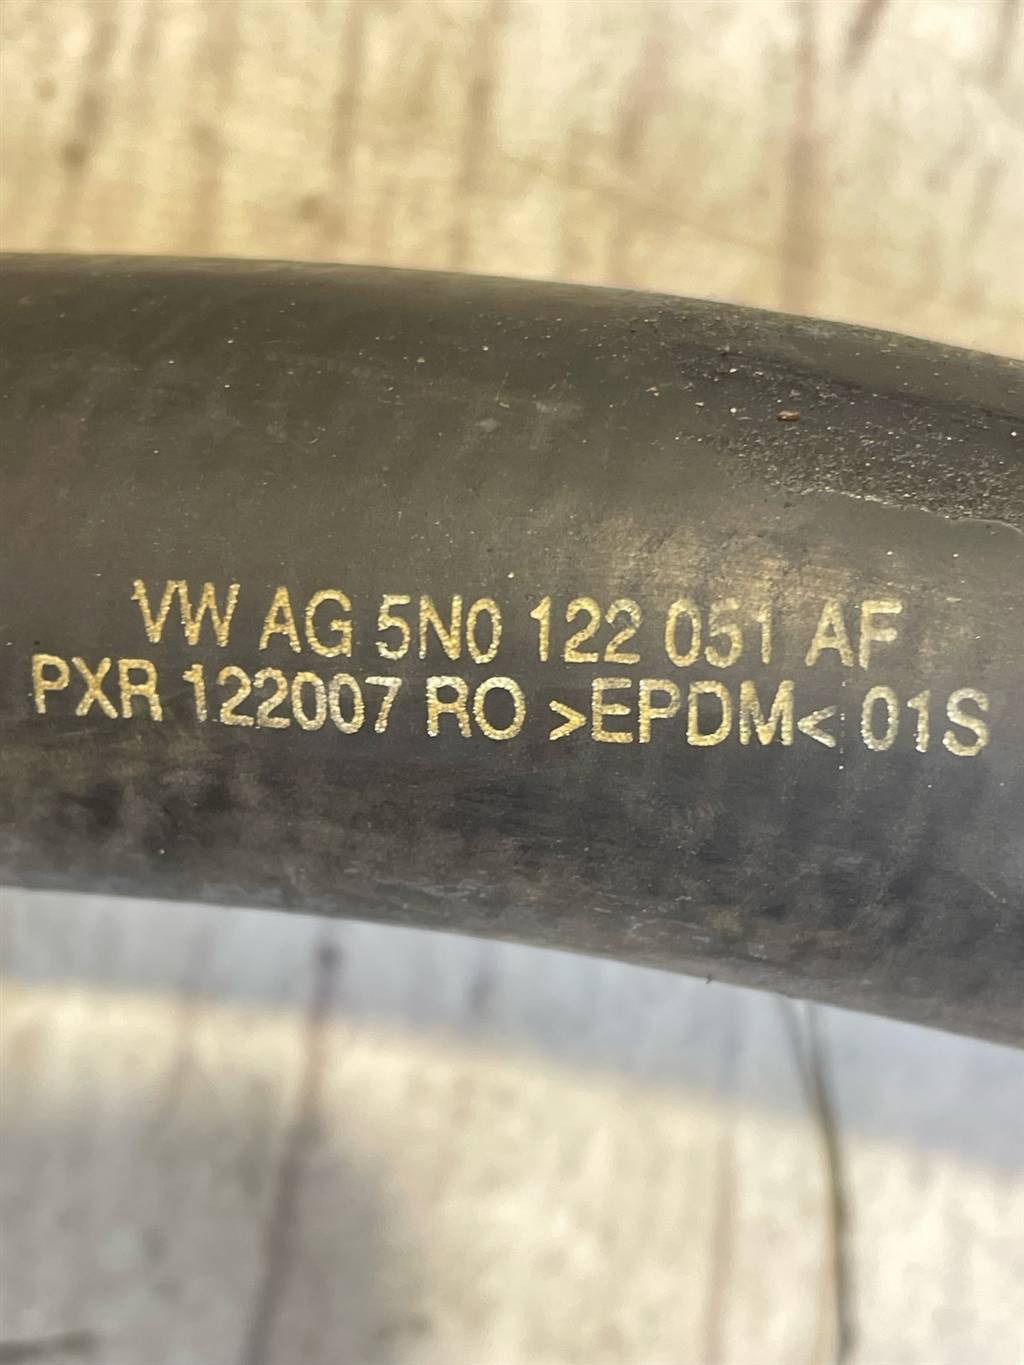 VW AG 5N0 122 051 AF
PXR 122007 RO >EPDM< 01S